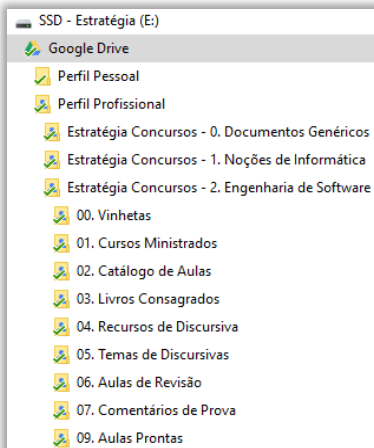 SSD - Estratégia (E:)
Google Drive
Perfil Pessoal
Perfil Profissional
Estratégia Concursos - 0. Documentos Genéricos
Estratégia Concursos - 1. Noções de Informática
Estratégia Concursos - 2. Engenharia de Software
00. Vinhetas
01. Cursos Ministrados
02. Catálogo de Aulas
03. Livros Consagrados
04. Recursos de Discursiva
05. Temas de Discursivas
06. Aulas de Revisão
07. Comentários de Prova
09. Aulas Prontas